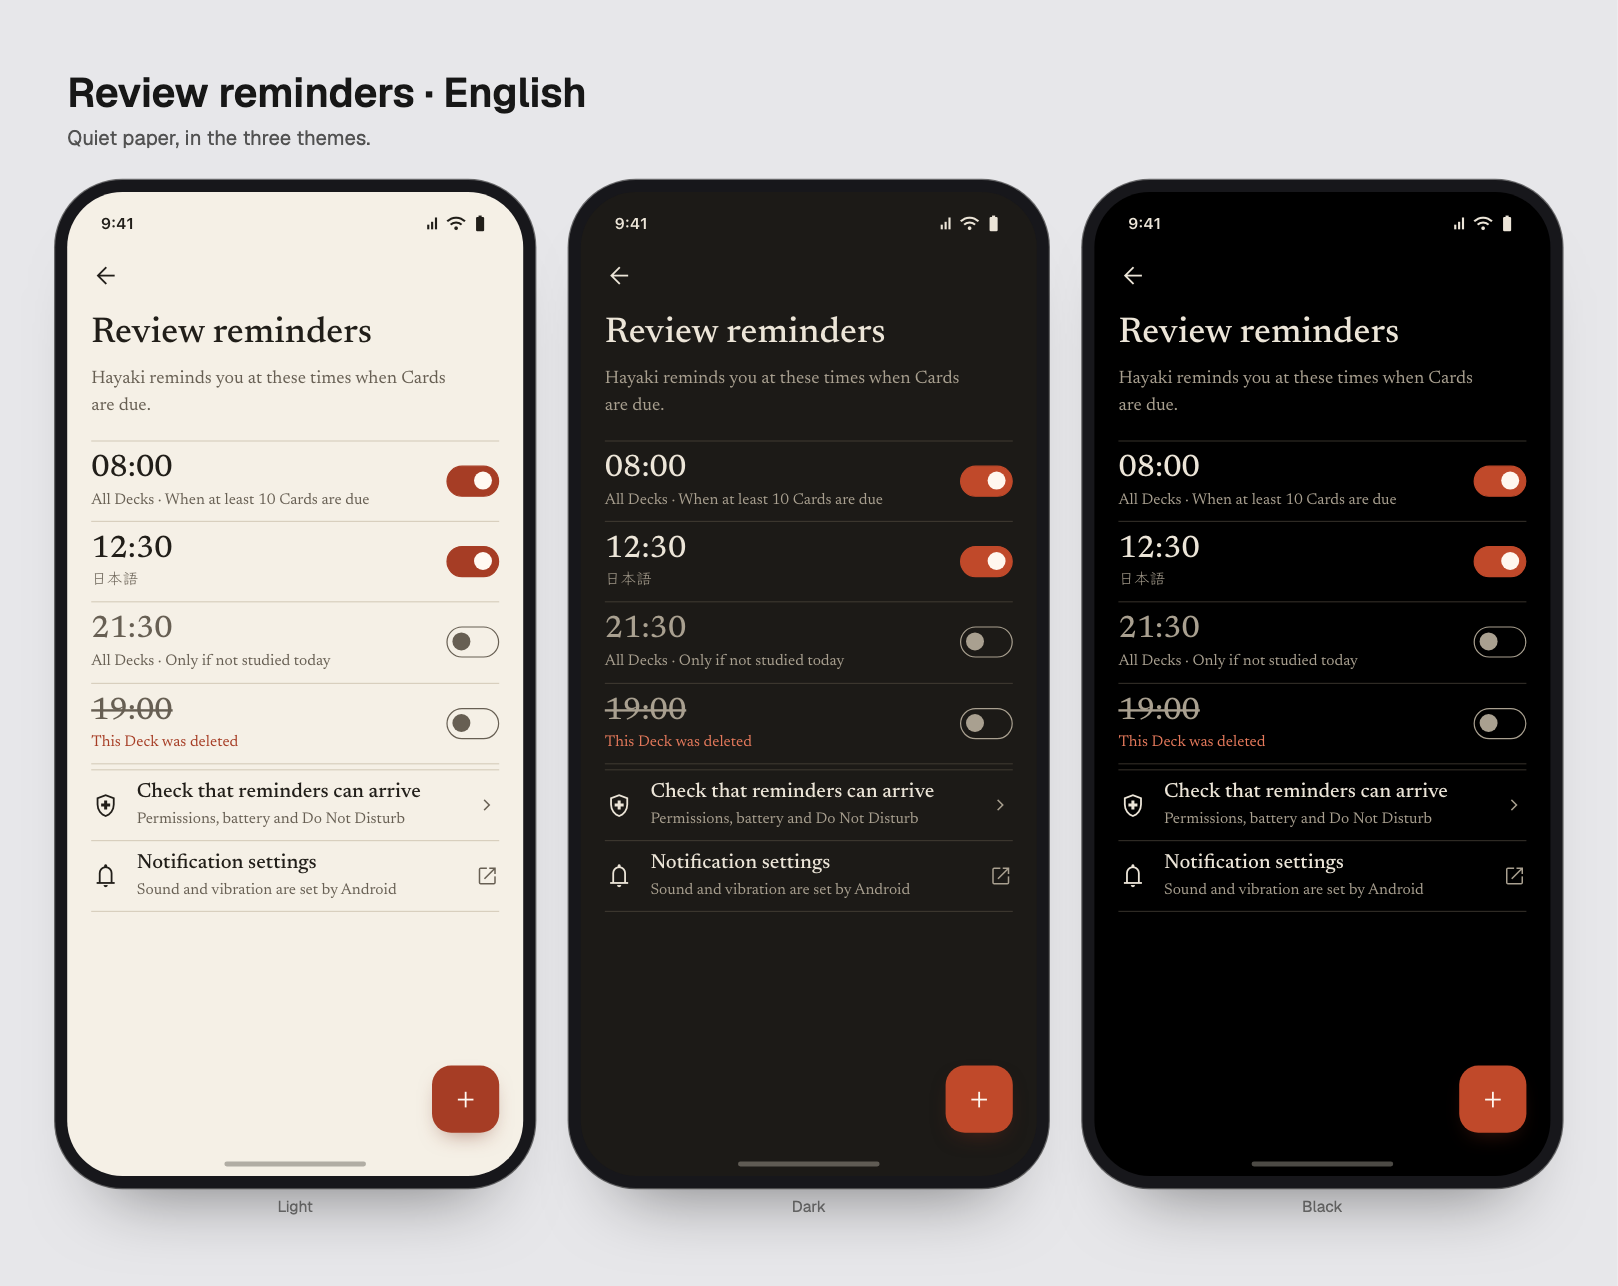 Review reminders · English
Quiet paper, in the three themes.
9:41
Review reminders
Hayaki reminds you at these times when Cards
are due.
08:00
All Decks · When at least 10 Cards are due
12:30
日本語
21:30
All Decks · Only if not studied today
19:00
This Deck was deleted
Check that reminders can arrive
Permissions, battery and Do Not Disturb
Notification settings
Sound and vibration are set by Android
Light
9:41
Review reminders
Hayaki reminds you at these times when Cards
are due.
08:00
All Decks · When at least 10 Cards are due
12:30
日本語
21:30
All Decks · Only if not studied today
19:00
This Deck was deleted
Check that reminders can arrive
Permissions, battery and Do Not Disturb
Notification settings
Sound and vibration are set by Android
Dark
9:41
Review reminders
Hayaki reminds you at these times when Cards
are due.
08:00
All Decks · When at least 10 Cards are due
12:30
日本語
21:30
All Decks · Only if not studied today
19:00
This Deck was deleted
Check that reminders can arrive
Permissions, battery and Do Not Disturb
Notification settings
Sound and vibration are set by Android
Black